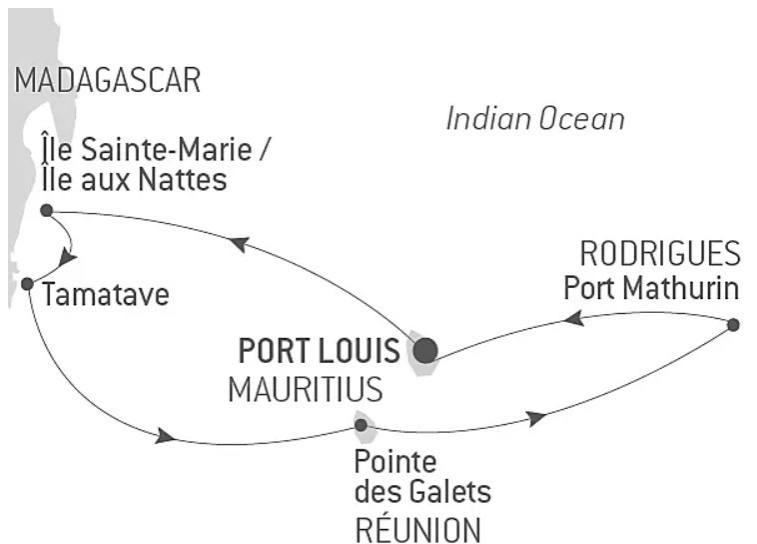 MADAGASCAR
Indian Ocean
Île Sainte-Marie /
Île aux Nattes
RODRIGUES
Port Mathurin
Tamatave
PORT LOUIS
MAURITIUS
Pointe
des Galets
RÉUNION